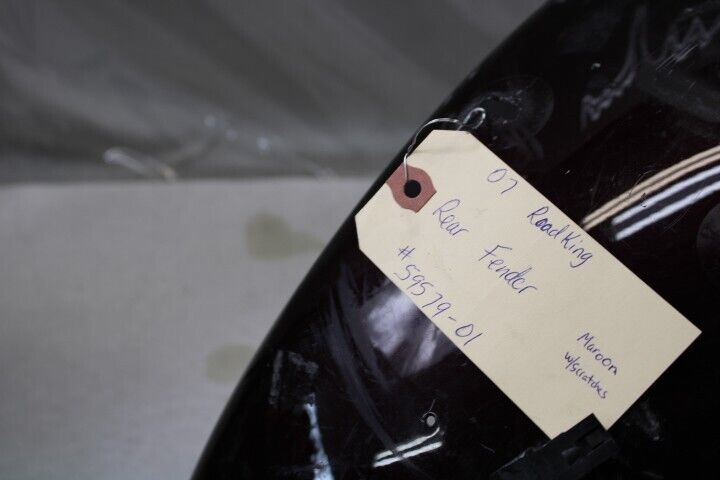 07 RoadKing
Rear Fender
#59579-01
Maroon
w/scratches